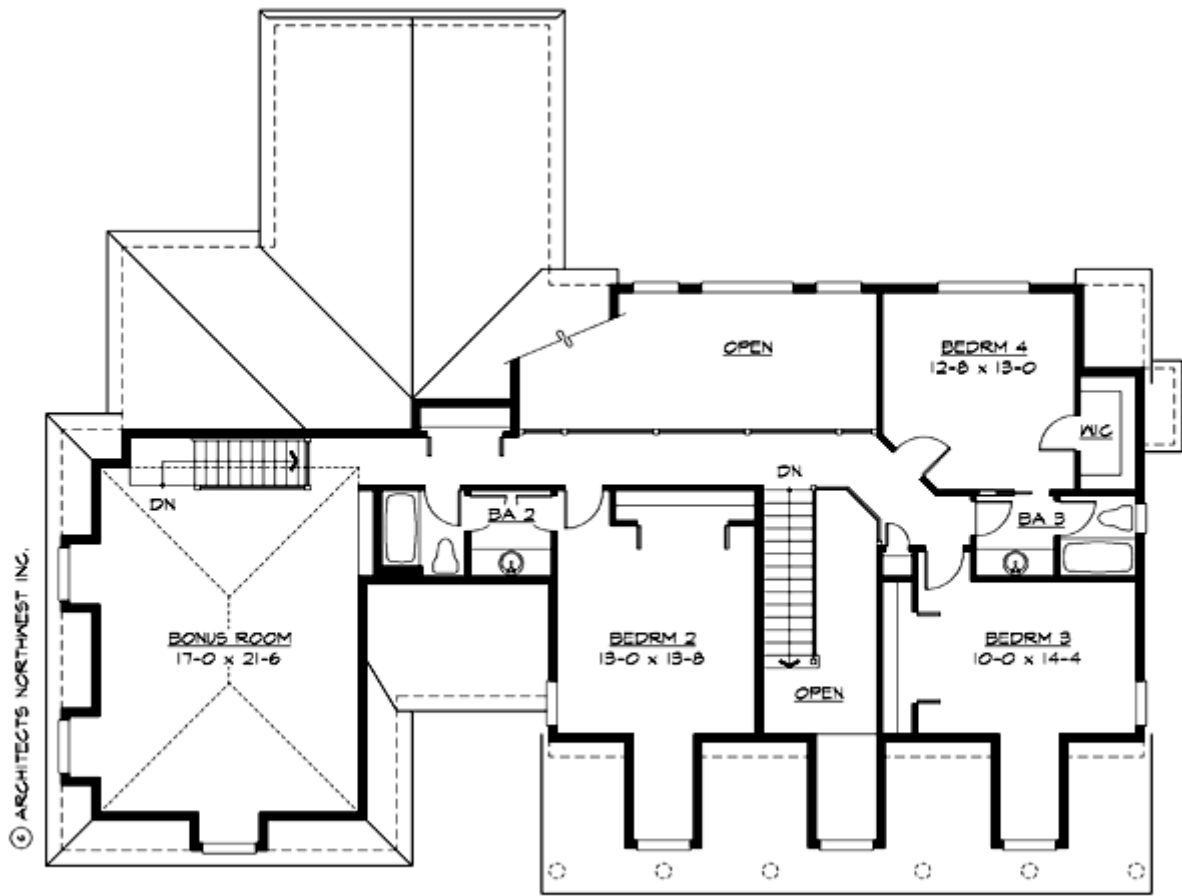 OPEN
BEDRM 4
12-8 x 13-0
W.C
DN
DN
BA 2
BA 3
BONUS ROOM
17-0 x 21-6
BEDRM 2
13-0 x 13-8
BEDRM 3
10-0 x 14-4
OPEN
© ARCHITECTS NORTHWEST INC.